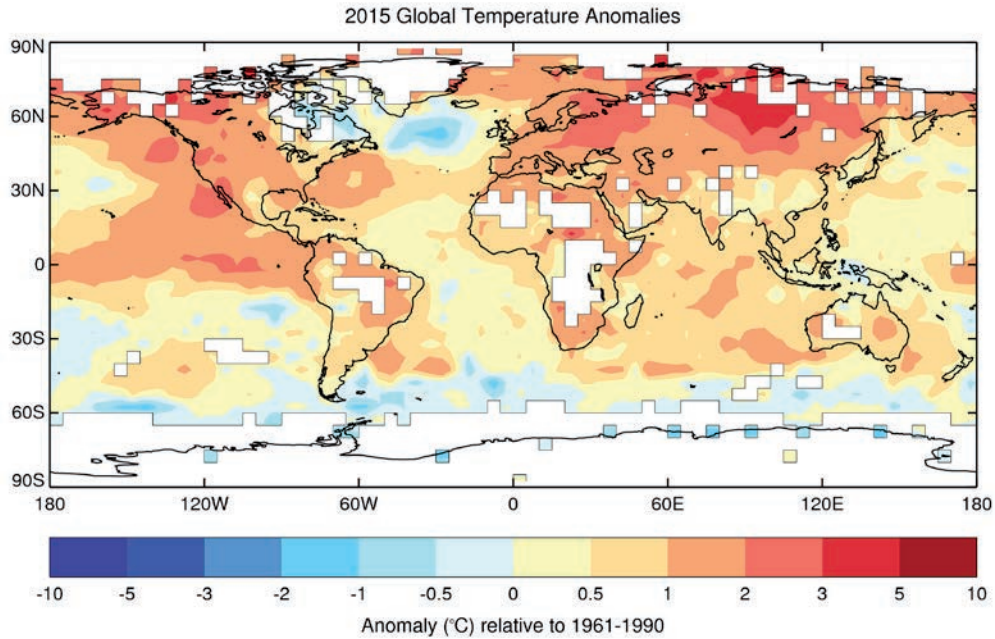 2015 Global Temperature Anomalies
90N
60N
30N
0
30S
60S
90S
180 120W 60W 0 60E 120E 180
-10 -5 -3 -2 -1 -0.5 0 0.5 1 2 3 5 10
Anomaly (°C) relative to 1961-1990